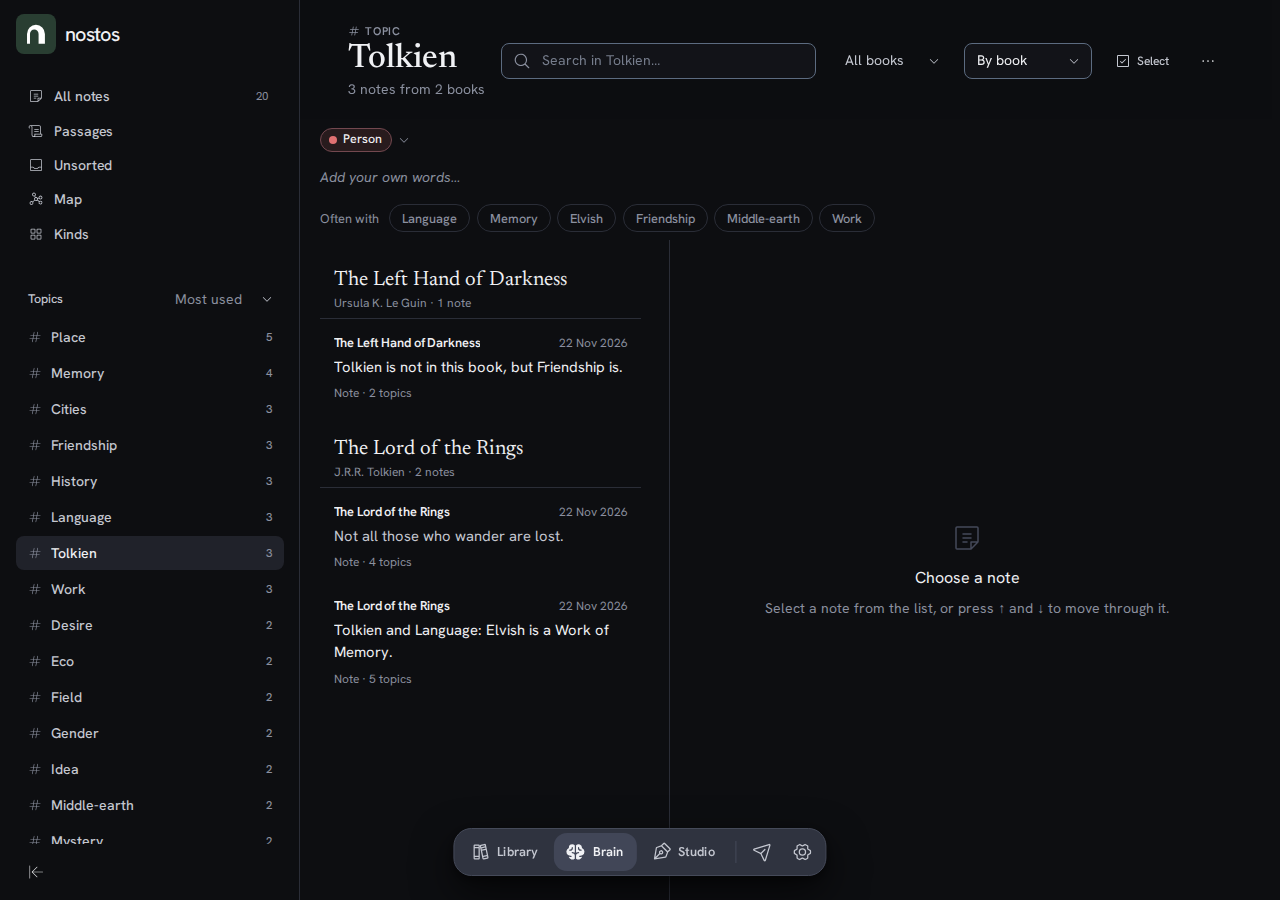 nostos
All notes 20
Passages
Unsorted
Map
Kinds
Topics Most used
# Place 5
# Memory 4
# Cities 3
# Friendship 3
# History 3
# Language 3
# Tolkien 3
# Work 3
# Desire 2
# Eco 2
# Field 2
# Gender 2
# Idea 2
# Middle-earth 2
# Mystery 2
# TOPIC
Tolkien
3 notes from 2 books
Search in Tolkien...
All books
By book
Select
Person
Add your own words...
Often with Language Memory Elvish Friendship Middle-earth Work
The Left Hand of Darkness
Ursula K. Le Guin · 1 note
The Left Hand of Darkness 22 Nov 2026
Tolkien is not in this book, but Friendship is.
Note · 2 topics
The Lord of the Rings
J.R.R. Tolkien · 2 notes
The Lord of the Rings 22 Nov 2026
Not all those who wander are lost.
Note · 4 topics
The Lord of the Rings 22 Nov 2026
Tolkien and Language: Elvish is a Work of
Memory.
Note · 5 topics
Choose a note
Select a note from the list, or press ↑ and ↓ to move through it.
Library Brain Studio